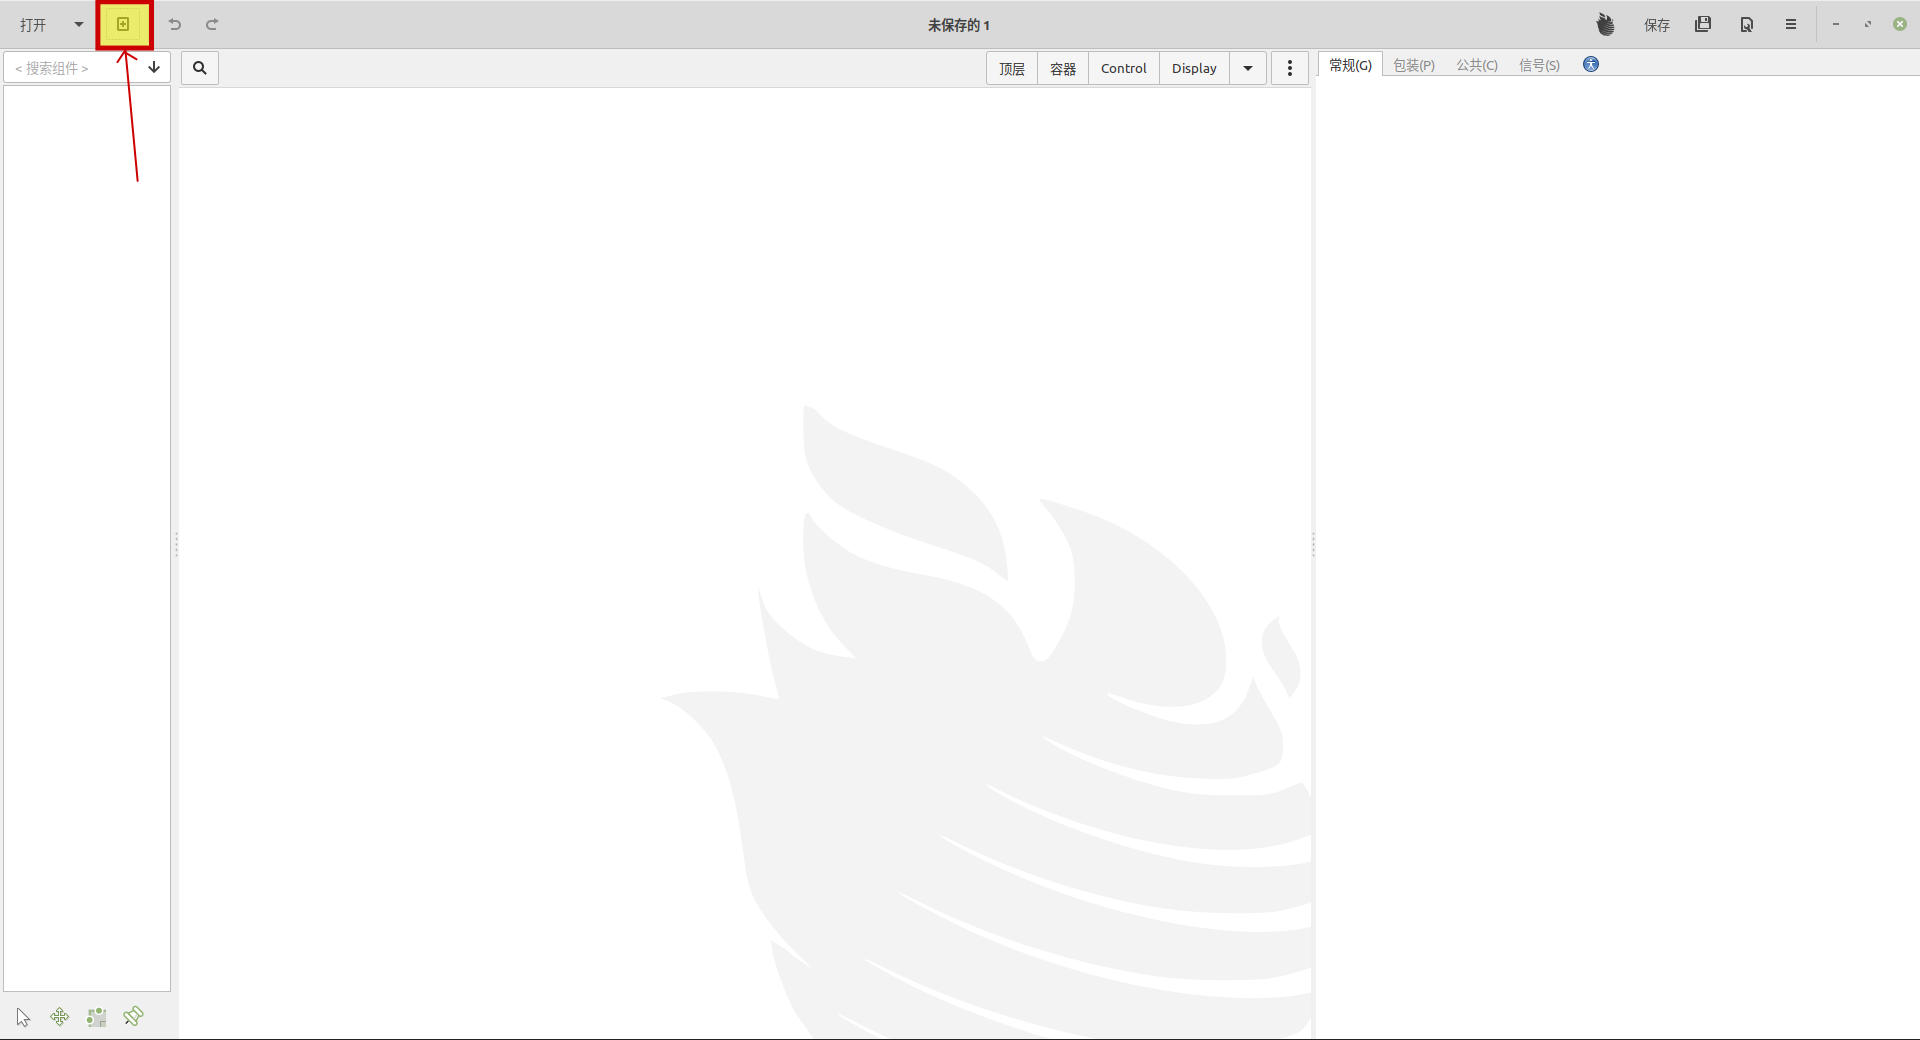 打开
未保存的 1
保存
< 搜索组件 >
顶层 容器 Control Display
常规(G) 包装(P) 公共(C) 信号(S)